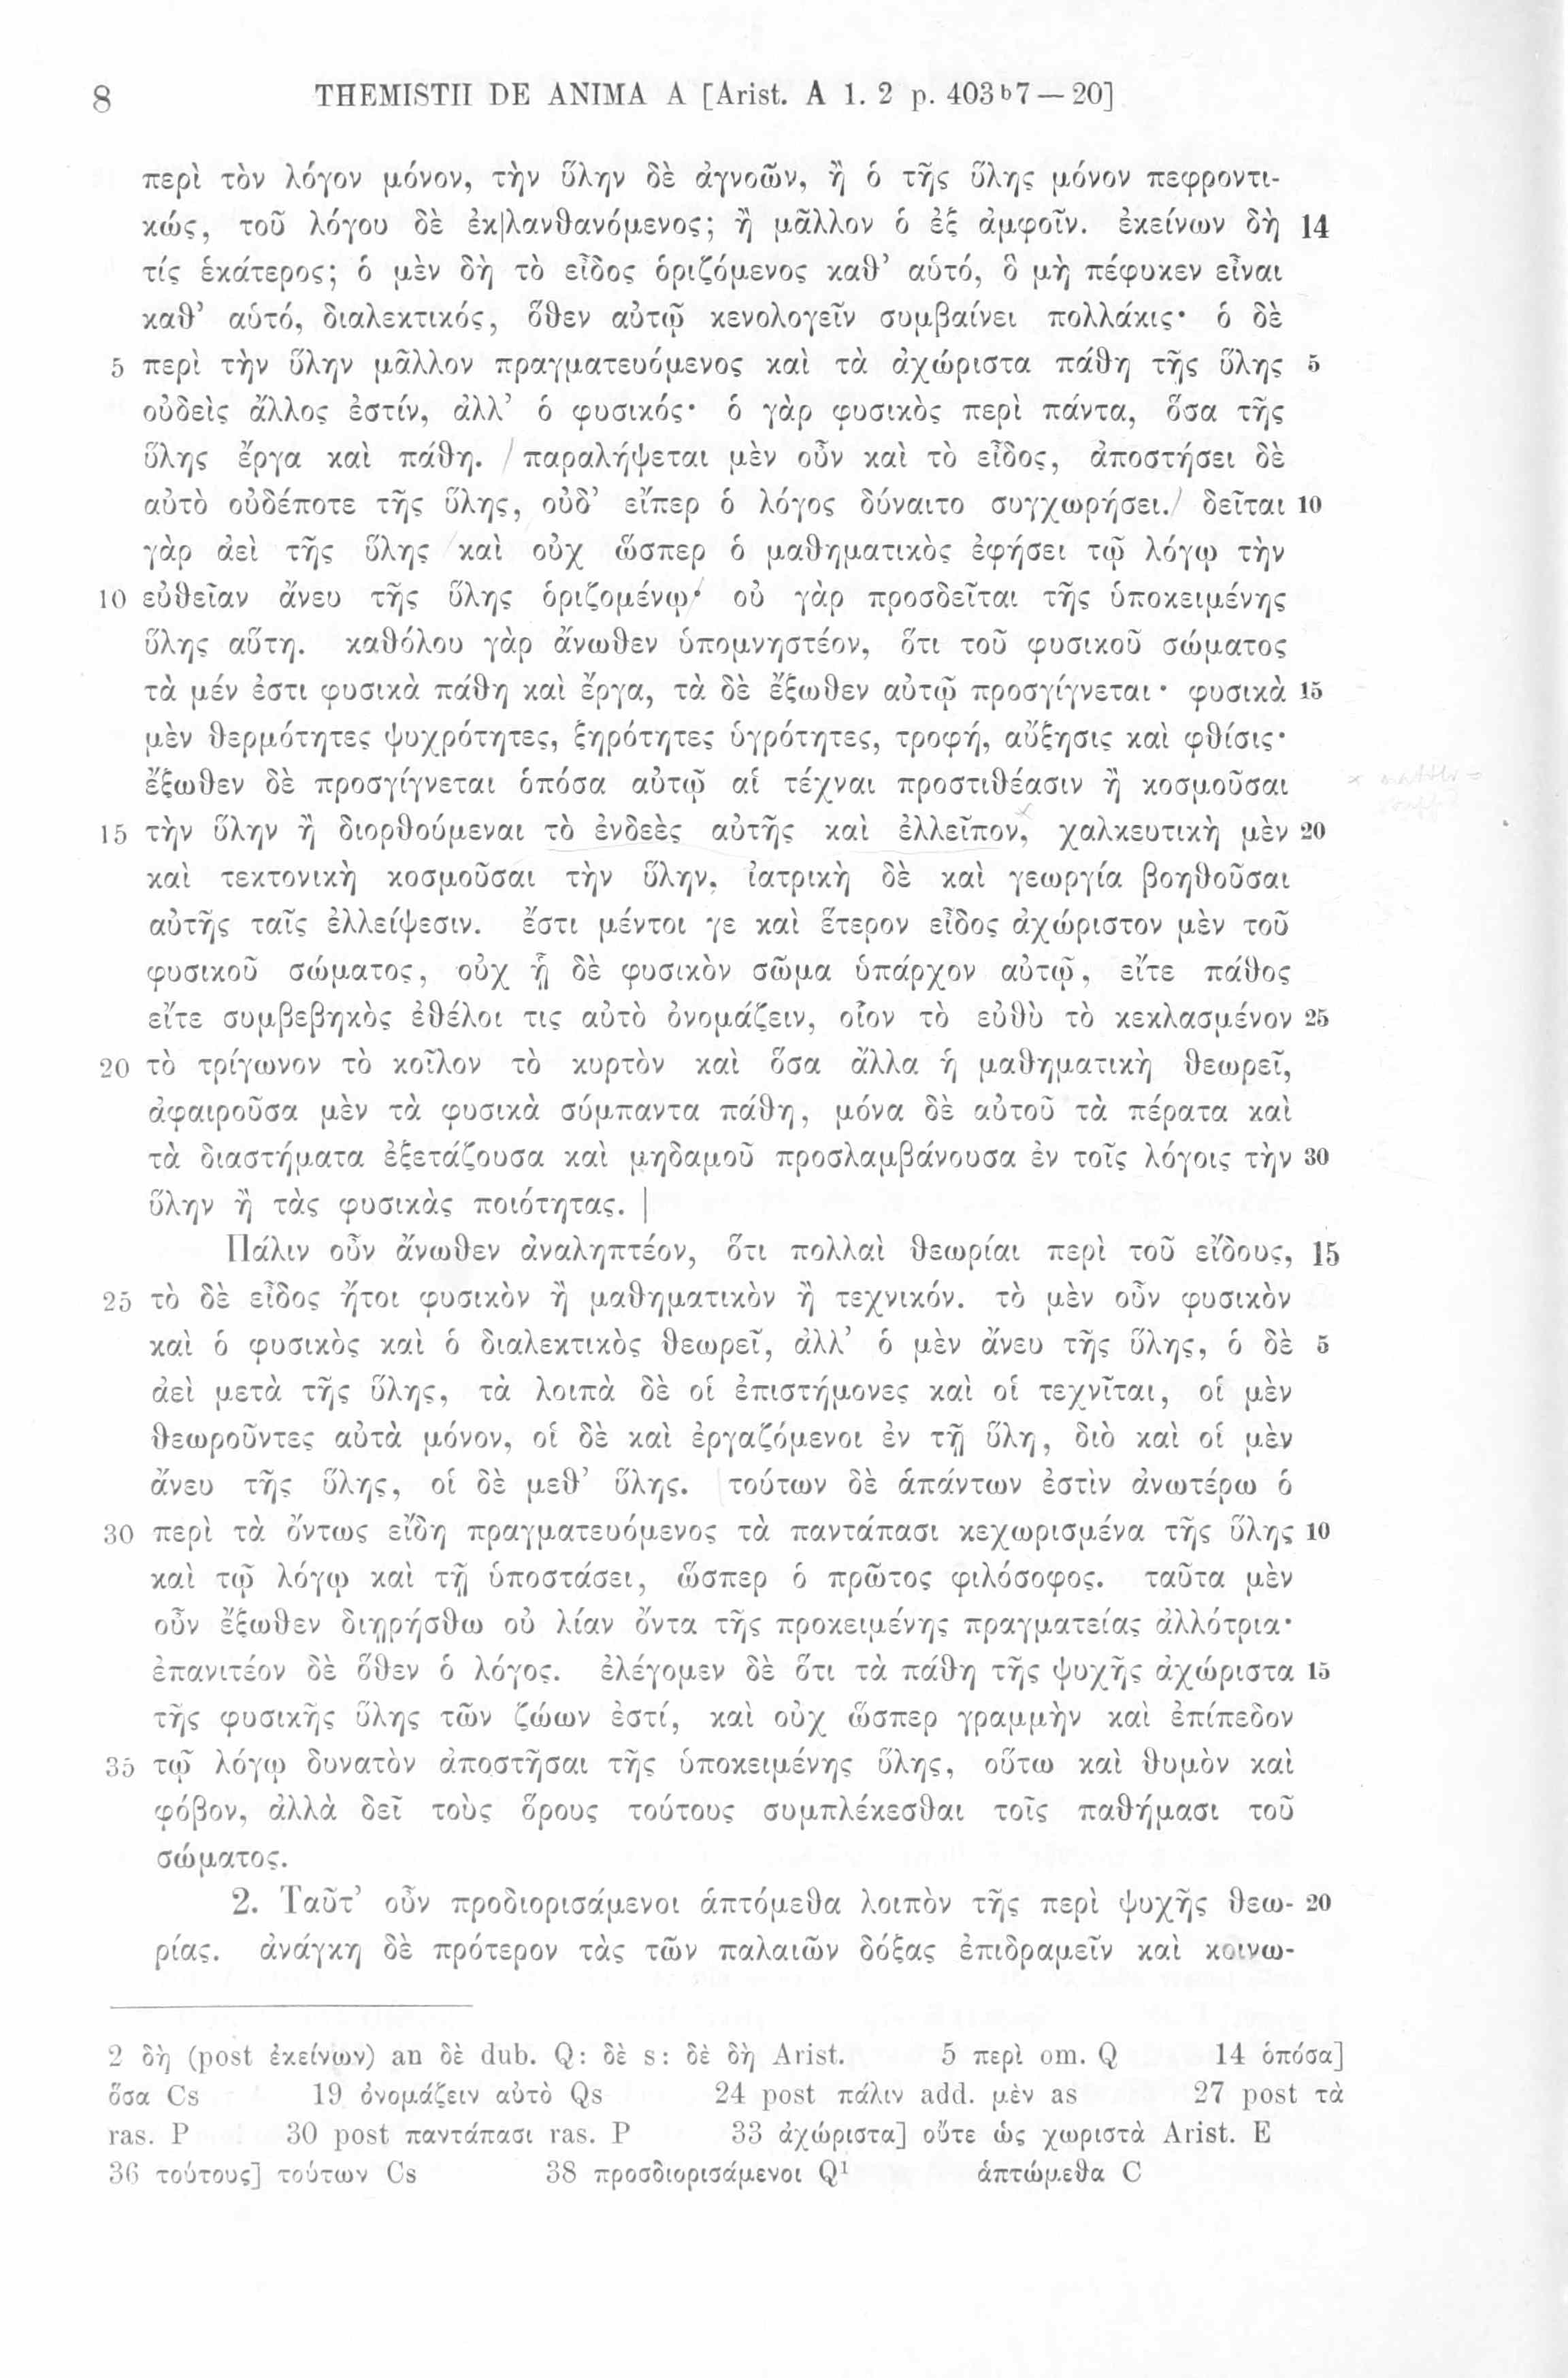 8 THEMISTII DE ANIMA A [Arist. A 1. 2 p. 403ᵇ7—20]
περὶ τὸν λόγον μόνον, τὴν ὕλην δὲ ἀγνοῶν, ἢ ὁ τῆς ὕλης μόνον πεφροντι-
κώς, τοῦ λόγου δὲ ἐκ|λανθανόμενος; ἢ μᾶλλον ὁ ἐξ ἀμφοῖν. ἐκείνων δὴ 14
τίς ἑκάτερος; ὁ μὲν δὴ τὸ εἶδος ὁριζόμενος καθ’ αὑτό, ὃ μὴ πέφυκεν εἶναι
καθ’ αὑτό, διαλεκτικός, ὅθεν αὐτῷ κενολογεῖν συμβαίνει πολλάκις· ὁ δὲ
5 περὶ τὴν ὕλην μᾶλλον πραγματευόμενος καὶ τὰ ἀχώριστα πάθη τῆς ὕλης 5
οὐδεὶς ἄλλος ἐστίν, ἀλλ’ ὁ φυσικός· ὁ γὰρ φυσικὸς περὶ πάντα, ὅσα τῆς
ὕλης ἔργα καὶ πάθη. / παραλήψεται μὲν οὖν καὶ τὸ εἶδος, ἀποστήσει δὲ
αὐτὸ οὐδέποτε τῆς ὕλης, οὐδ’ εἴπερ ὁ λόγος δύναιτο συγχωρήσει./ δεῖται 10
γὰρ ἀεὶ τῆς ὕλης καὶ οὐχ ὥσπερ ὁ μαθηματικὸς ἐφήσει τῷ λόγῳ τὴν
10 εὐθεῖαν ἄνευ τῆς ὕλης ὁριζομένῳ· οὐ γὰρ προσδεῖται τῆς ὑποκειμένης
ὕλης αὕτη. καθόλου γὰρ ἄνωθεν ὑπομνηστέον, ὅτι τοῦ φυσικοῦ σώματος
τὰ μέν ἐστι φυσικὰ πάθη καὶ ἔργα, τὰ δὲ ἔξωθεν αὐτῷ προσγίγνεται· φυσικὰ 15
μὲν θερμότητες ψυχρότητες, ξηρότητες ὑγρότητες, τροφή, αὔξησις καὶ φθίσις·
ἔξωθεν δὲ προσγίγνεται ὁπόσα αὐτῷ αἱ τέχναι προστιθέασιν ἢ κοσμοῦσαι
15 τὴν ὕλην ἢ διορθούμεναι τὸ ἐνδεὲς αὐτῆς καὶ ἐλλεῖπον, χαλκευτικὴ μὲν 20
καὶ τεκτονικὴ κοσμοῦσαι τὴν ὕλην, ἰατρικὴ δὲ καὶ γεωργία βοηθοῦσαι
αὐτῆς ταῖς ἐλλείψεσιν. ἔστι μέντοι γε καὶ ἕτερον εἶδος ἀχώριστον μὲν τοῦ
φυσικοῦ σώματος, οὐχ ᾗ δὲ φυσικὸν σῶμα ὑπάρχον αὐτῷ, εἴτε πάθος
εἴτε συμβεβηκὸς ἐθέλοι τις αὐτὸ ὀνομάζειν, οἷον τὸ εὐθὺ τὸ κεκλασμένον 25
20 τὸ τρίγωνον τὸ κοῖλον τὸ κυρτὸν καὶ ὅσα ἄλλα ἡ μαθηματικὴ θεωρεῖ,
ἀφαιροῦσα μὲν τὰ φυσικὰ σύμπαντα πάθη, μόνα δὲ αὐτοῦ τὰ πέρατα καὶ
τὰ διαστήματα ἐξετάζουσα καὶ μηδαμοῦ προσλαμβάνουσα ἐν τοῖς λόγοις τὴν 30
ὕλην ἢ τὰς φυσικὰς ποιότητας. |
Πάλιν οὖν ἄνωθεν ἀναληπτέον, ὅτι πολλαὶ θεωρίαι περὶ τοῦ εἴδους, 15
25 τὸ δὲ εἶδος ἤτοι φυσικὸν ἢ μαθηματικὸν ἢ τεχνικόν. τὸ μὲν οὖν φυσικὸν
καὶ ὁ φυσικὸς καὶ ὁ διαλεκτικὸς θεωρεῖ, ἀλλ’ ὁ μὲν ἄνευ τῆς ὕλης, ὁ δὲ 5
ἀεὶ μετὰ τῆς ὕλης, τὰ λοιπὰ δὲ οἱ ἐπιστήμονες καὶ οἱ τεχνῖται, οἱ μὲν
θεωροῦντες αὐτὰ μόνον, οἱ δὲ καὶ ἐργαζόμενοι ἐν τῇ ὕλῃ, διὸ καὶ οἱ μὲν
ἄνευ τῆς ὕλης, οἱ δὲ μεθ’ ὕλης. τούτων δὲ ἁπάντων ἐστὶν ἀνωτέρω ὁ
30 περὶ τὰ ὄντως εἴδη πραγματευόμενος τὰ παντάπασι κεχωρισμένα τῆς ὕλης 10
καὶ τῷ λόγῳ καὶ τῇ ὑποστάσει, ὥσπερ ὁ πρῶτος φιλόσοφος. ταῦτα μὲν
οὖν ἔξωθεν διῃρήσθω οὐ λίαν ὄντα τῆς προκειμένης πραγματείας ἀλλότρια·
ἐπανιτέον δὲ ὅθεν ὁ λόγος. ἐλέγομεν δὲ ὅτι τὰ πάθη τῆς ψυχῆς ἀχώριστα 15
τῆς φυσικῆς ὕλης τῶν ζώων ἐστί, καὶ οὐχ ὥσπερ γραμμὴν καὶ ἐπίπεδον
35 τῷ λόγῳ δυνατὸν ἀποστῆσαι τῆς ὑποκειμένης ὕλης, οὕτω καὶ θυμὸν καὶ
φόβον, ἀλλὰ δεῖ τοὺς ὅρους τούτους συμπλέκεσθαι τοῖς παθήμασι τοῦ
σώματος.
2. Ταῦτ’ οὖν προδιορισάμενοι ἁπτόμεθα λοιπὸν τῆς περὶ ψυχῆς θεω- 20
ρίας. ἀνάγκη δὲ πρότερον τὰς τῶν παλαιῶν δόξας ἐπιδραμεῖν καὶ κοινω-
2 δὴ (post ἐκείνων) an δὲ dub. Q: δὲ s: δὲ δὴ Arist. 5 περὶ om. Q 14 ὁπόσα]
ὅσα Cs 19 ὀνομάζειν αὐτὸ Qs 24 post πάλιν add. μὲν as 27 post τὰ
ras. P 30 post παντάπασι ras. P 33 ἀχώριστα] οὔτε ὡς χωριστὰ Arist. E
36 τούτους] τούτων Cs 38 προσδιορισάμενοι Q¹ ἁπτώμεθα C